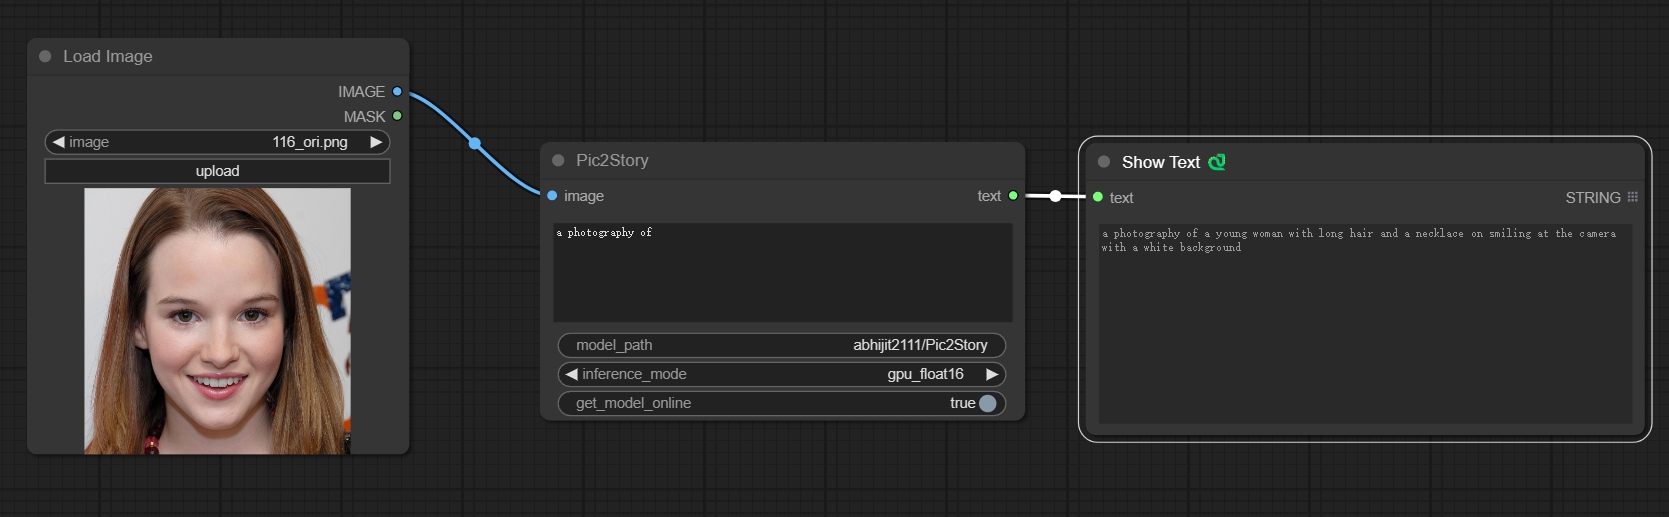 Load Image
IMAGE
MASK
image 116_ori.png
upload
Pic2Story
image text
a photography of
model_path abhijit2111/Pic2Story
inference_mode gpu_float16
get_model_online true
Show Text
text STRING
a photography of a young woman with long hair and a necklace on smiling at the camera
with a white background